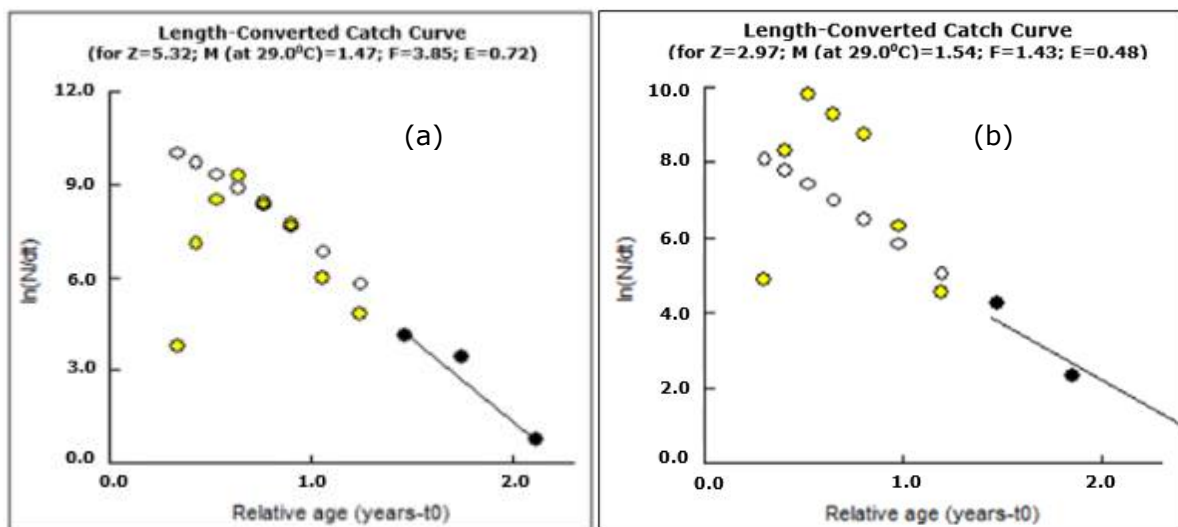 Length-Converted Catch Curve
(for Z=5.32; M (at 29.0⁰C)=1.47; F=3.85; E=0.72)
12.0
(a)
9.0
6.0
3.0
0.0
ln(N/dt)
0.0 1.0 2.0
Relative age (years-t0)
Length-Converted Catch Curve
(for Z=2.97; M (at 29.0⁰C)=1.54; F=1.43; E=0.48)
10.0
(b)
8.0
6.0
4.0
2.0
0.0
ln(N/dt)
0.0 1.0 2.0
Relative age (years-t0)